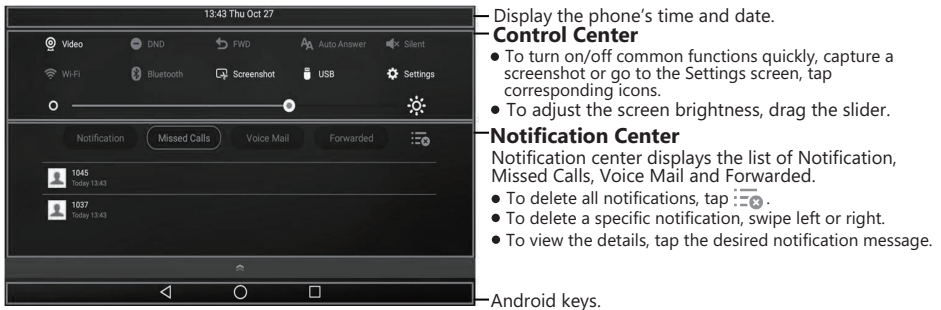 13:43 Thu Oct 27
Display the phone's time and date.
Video DND FWD Auto Answer Silent
Wi-Fi Bluetooth Screenshot USB Settings
Control Center
• To turn on/off common functions quickly, capture a
screenshot or go to the Settings screen, tap
corresponding icons.
• To adjust the screen brightness, drag the slider.
Notification Missed Calls Voice Mail Forwarded
1045
Today 13:43
1037
Today 13:43
Notification Center
Notification center displays the list of Notification,
Missed Calls, Voice Mail and Forwarded.
• To delete all notifications, tap .
• To delete a specific notification, swipe left or right.
• To view the details, tap the desired notification message.
Android keys.